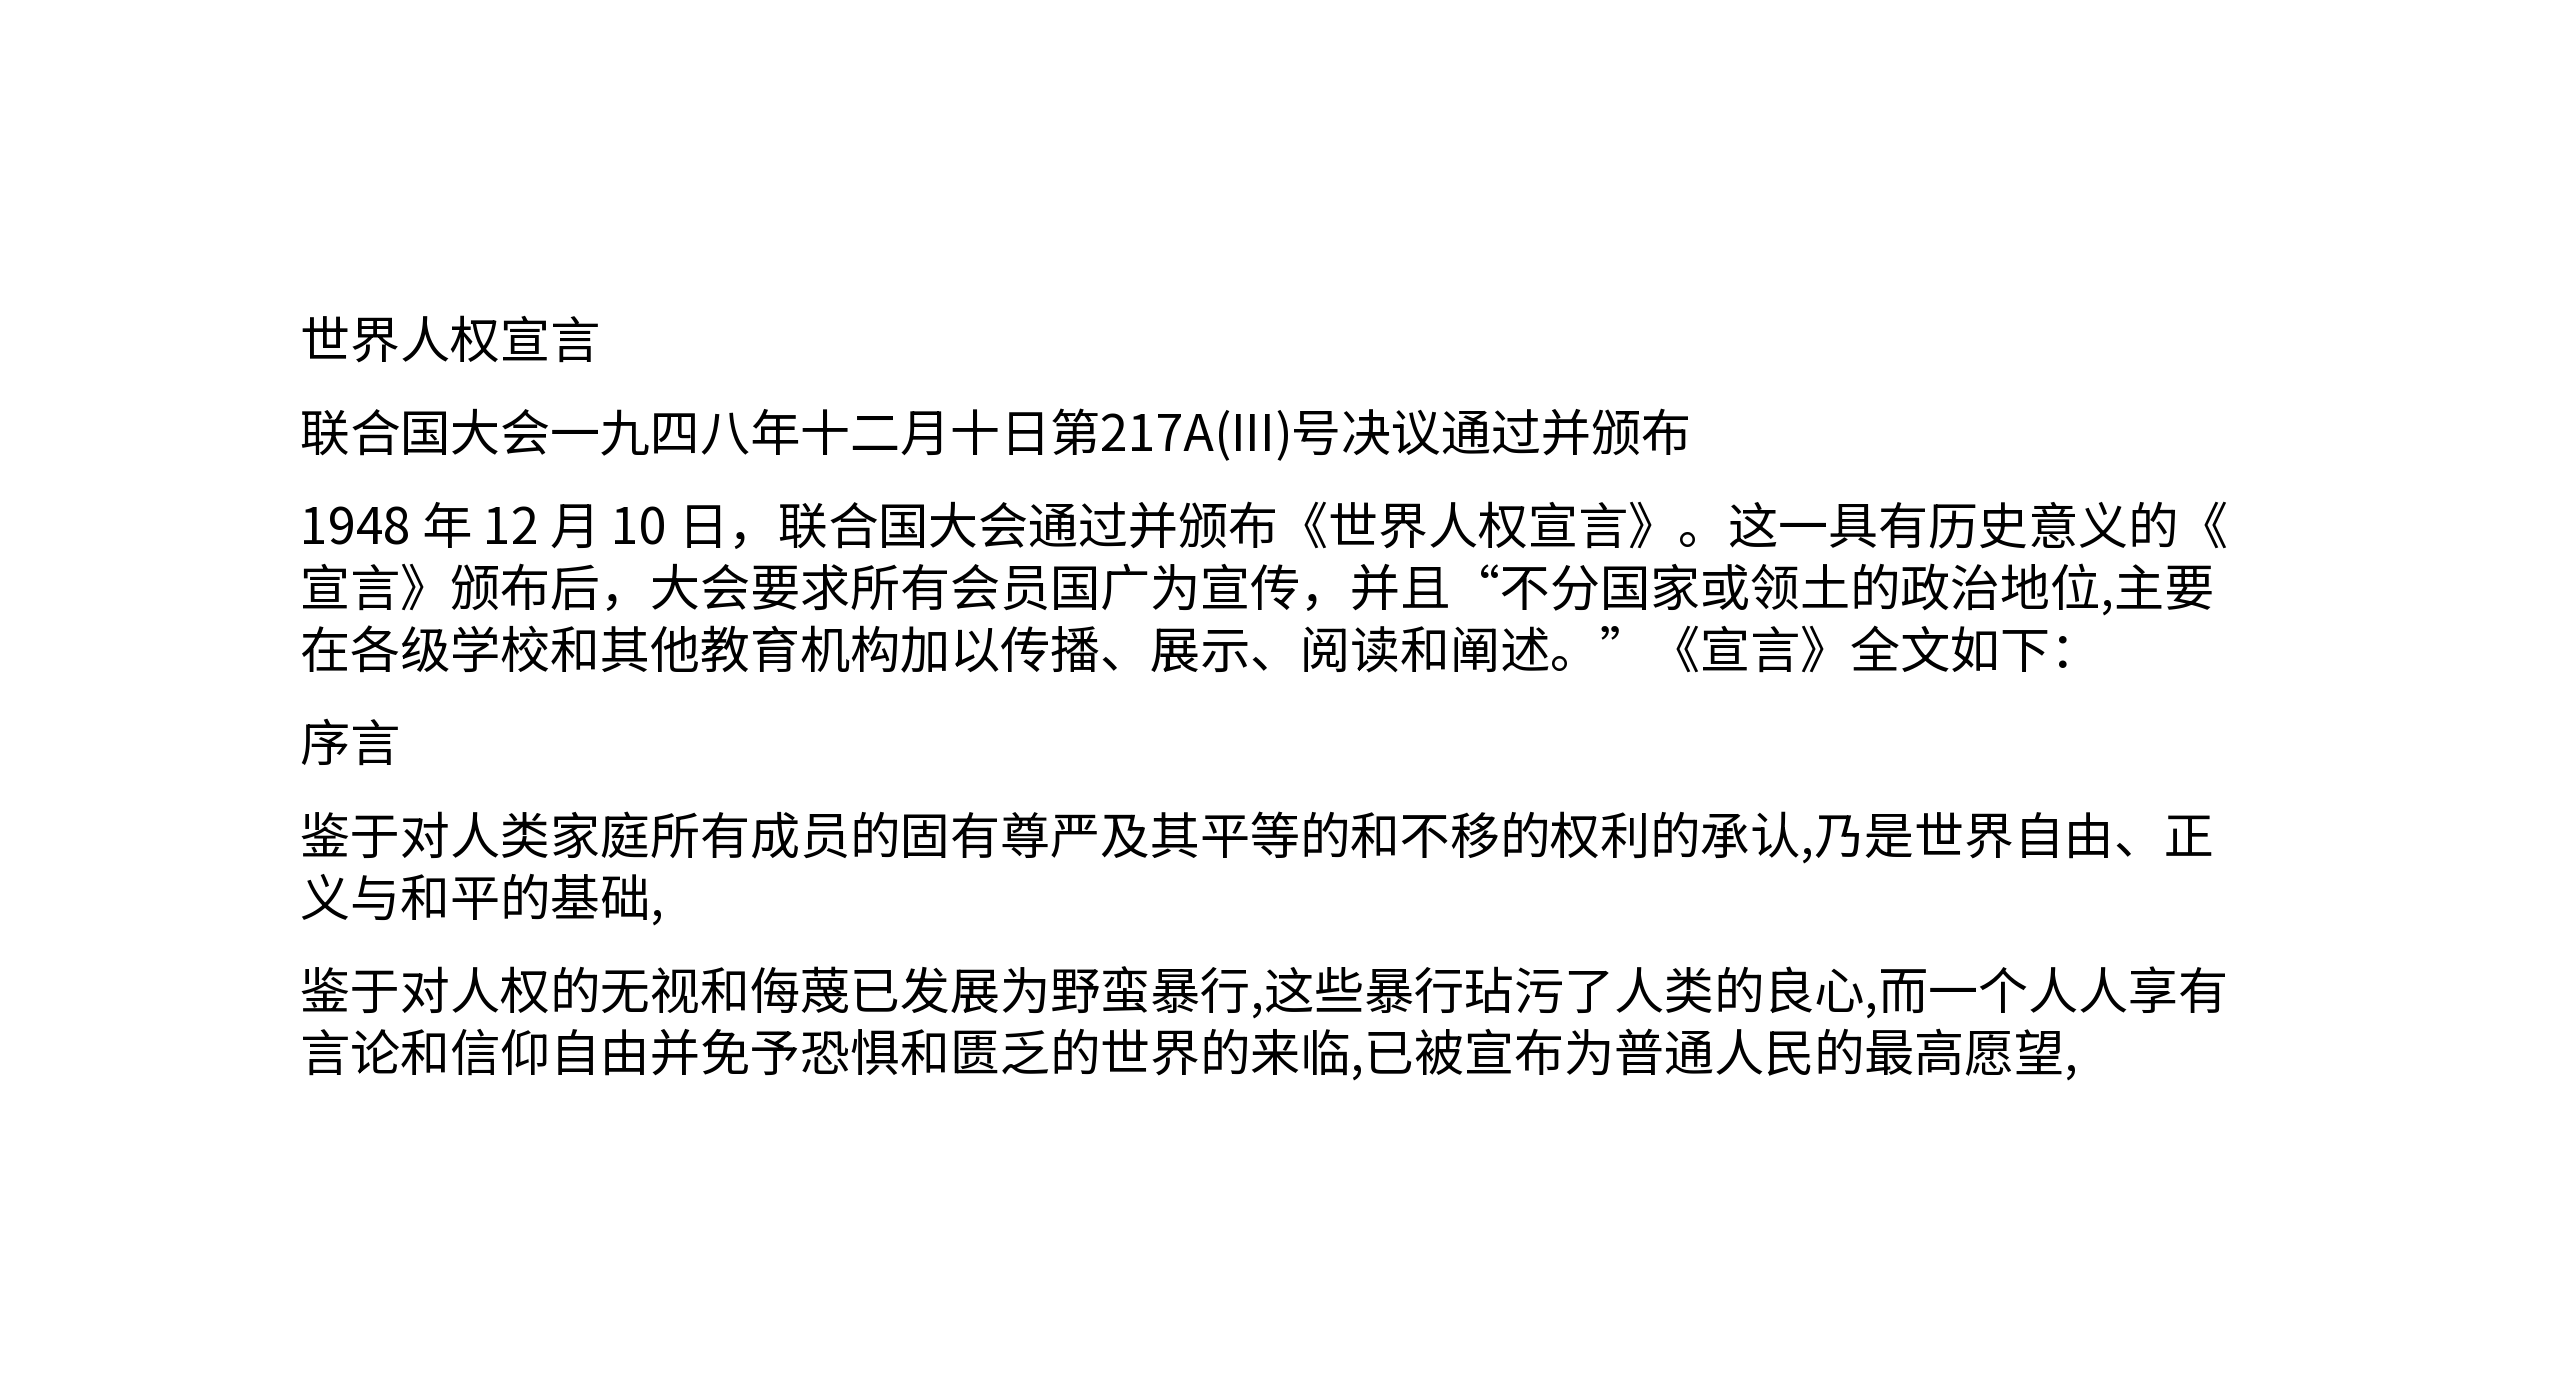 世界人权宣言
联合国大会一九四八年十二月十日第217A(III)号决议通过并颁布
1948 年 12 月 10 日，联合国大会通过并颁布《世界人权宣言》。这一具有历史意义的《
宣言》颁布后，大会要求所有会员国广为宣传，并且“不分国家或领土的政治地位,主要
在各级学校和其他教育机构加以传播、展示、阅读和阐述。”《宣言》全文如下：
序言
鉴于对人类家庭所有成员的固有尊严及其平等的和不移的权利的承认,乃是世界自由、正
义与和平的基础,
鉴于对人权的无视和侮蔑已发展为野蛮暴行,这些暴行玷污了人类的良心,而一个人人享有
言论和信仰自由并免予恐惧和匮乏的世界的来临,已被宣布为普通人民的最高愿望,